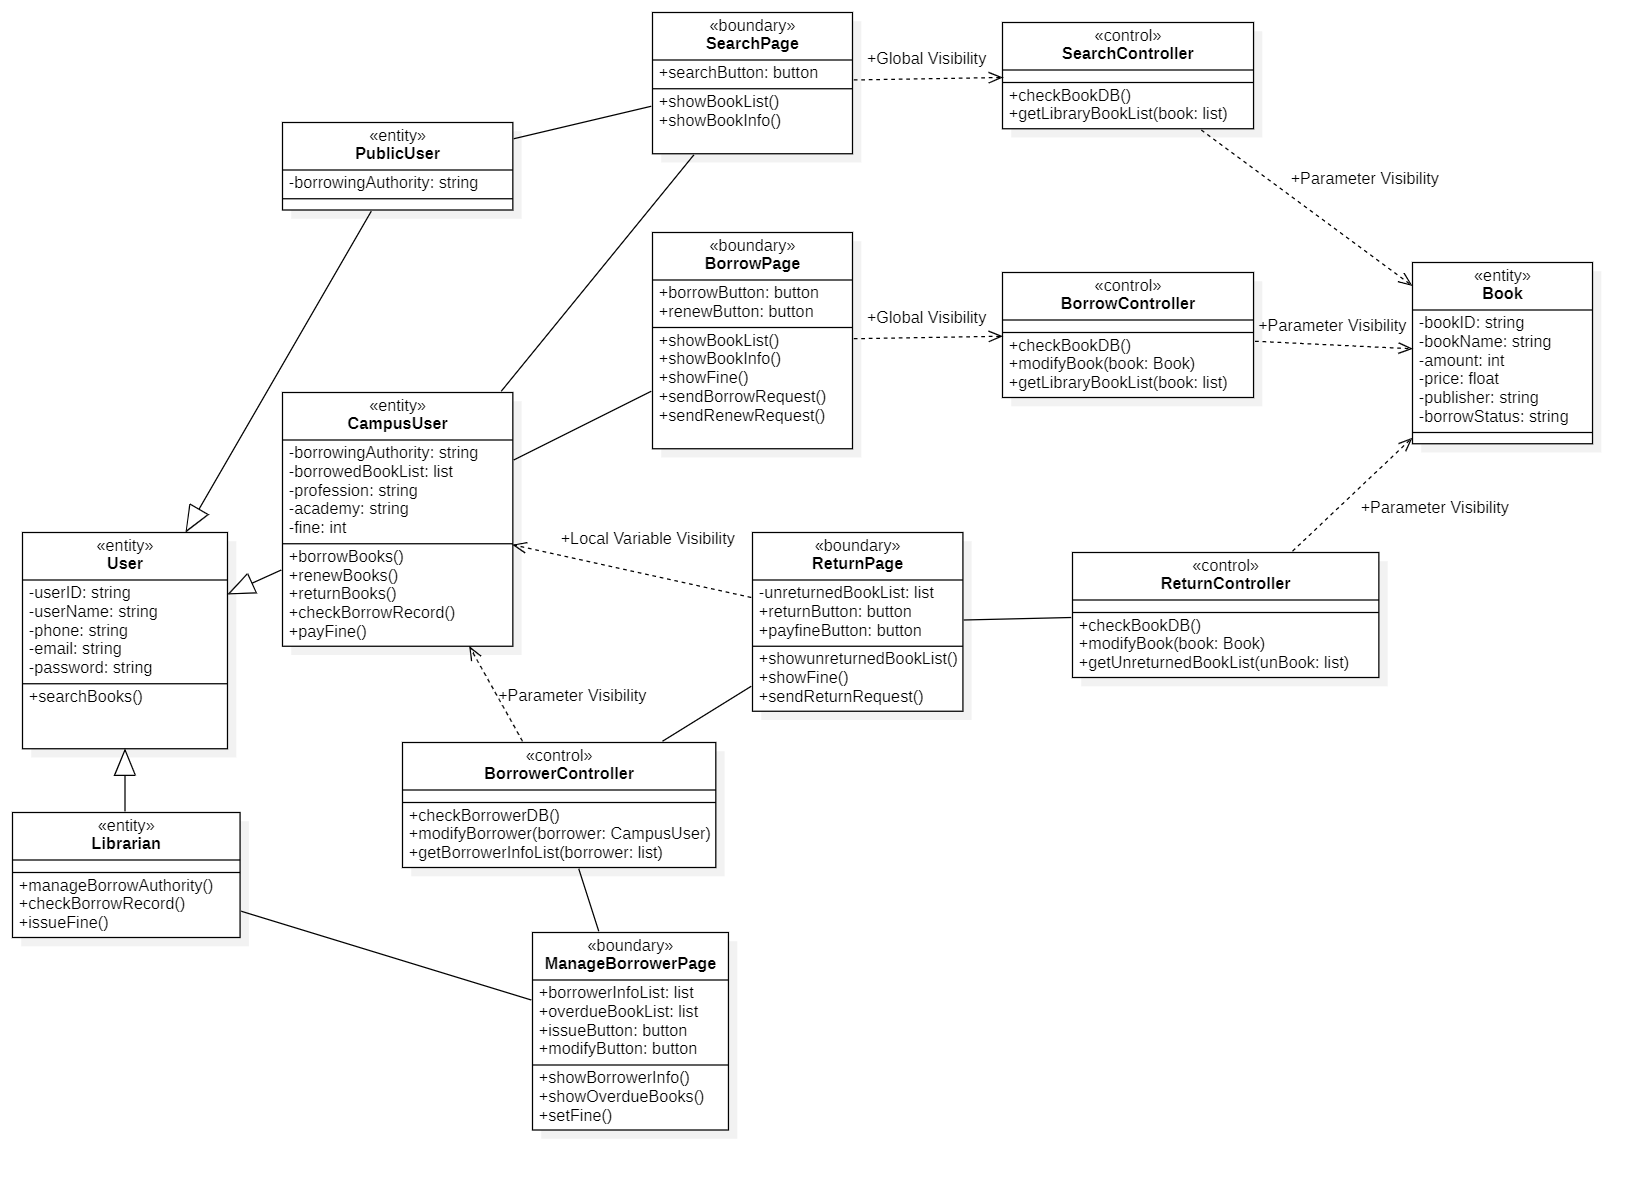 «boundary»
SearchPage
+searchButton: button
+showBookList()
+showBookInfo()
+Global Visibility
«control»
SearchController
+checkBookDB()
+getLibraryBookList(book: list)
«entity»
PublicUser
-borrowingAuthority: string
+Parameter Visibility
«boundary»
BorrowPage
+borrowButton: button
+renewButton: button
+showBookList()
+showBookInfo()
+showFine()
+sendBorrowRequest()
+sendRenewRequest()
+Global Visibility
«control»
BorrowController
+checkBookDB()
+modifyBook(book: Book)
+getLibraryBookList(book: list)
+Parameter Visibility
«entity»
Book
-bookID: string
-bookName: string
-amount: int
-price: float
-publisher: string
-borrowStatus: string
«entity»
CampusUser
-borrowingAuthority: string
-borrowedBookList: list
-profession: string
-academy: string
-fine: int
+borrowBooks()
+renewBooks()
+returnBooks()
+checkBorrowRecord()
+payFine()
+Parameter Visibility
+Local Variable Visibility
«entity»
User
-userID: string
-userName: string
-phone: string
-email: string
-password: string
+searchBooks()
«boundary»
ReturnPage
-unreturnedBookList: list
+returnButton: button
+payfineButton: button
+showunreturnedBookList()
+showFine()
+sendReturnRequest()
«control»
ReturnController
+checkBookDB()
+modifyBook(book: Book)
+getUnreturnedBookList(unBook: list)
+Parameter Visibility
«control»
BorrowerController
+checkBorrowerDB()
+modifyBorrower(borrower: CampusUser)
+getBorrowerInfoList(borrower: list)
«entity»
Librarian
+manageBorrowAuthority()
+checkBorrowRecord()
+issueFine()
«boundary»
ManageBorrowerPage
+borrowerInfoList: list
+overdueBookList: list
+issueButton: button
+modifyButton: button
+showBorrowerInfo()
+showOverdueBooks()
+setFine()